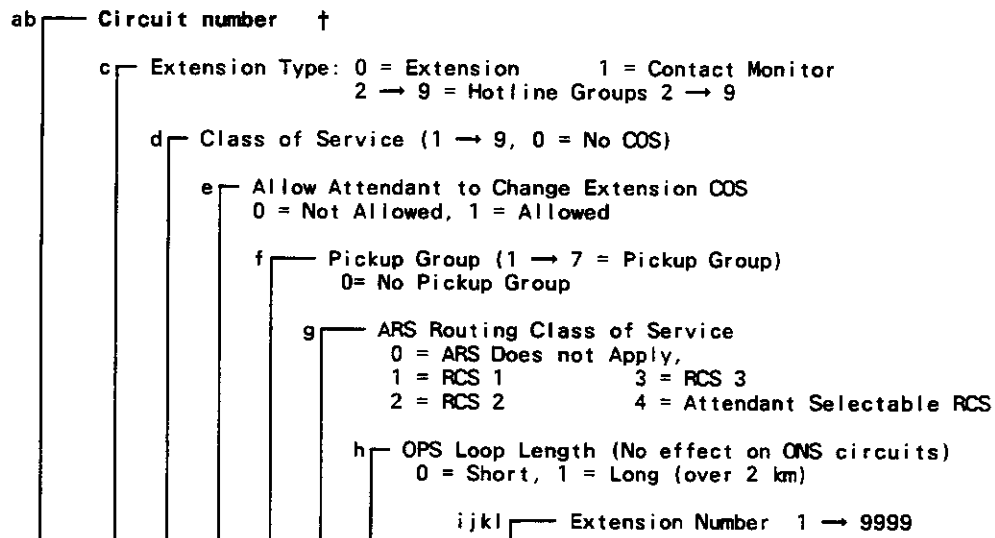 ab Circuit number †
c Extension Type: 0 = Extension 1 = Contact Monitor
2 → 9 = Hotline Groups 2 → 9
d Class of Service (1 → 9, 0 = No COS)
e Allow Attendant to Change Extension COS
0 = Not Allowed, 1 = Allowed
f Pickup Group (1 → 7 = Pickup Group)
0= No Pickup Group
g ARS Routing Class of Service
0 = ARS Does not Apply,
1 = RCS 1 3 = RCS 3
2 = RCS 2 4 = Attendant Selectable RCS
h OPS Loop Length (No effect on ONS circuits)
0 = Short, 1 = Long (over 2 km)
ijkl Extension Number 1 → 9999